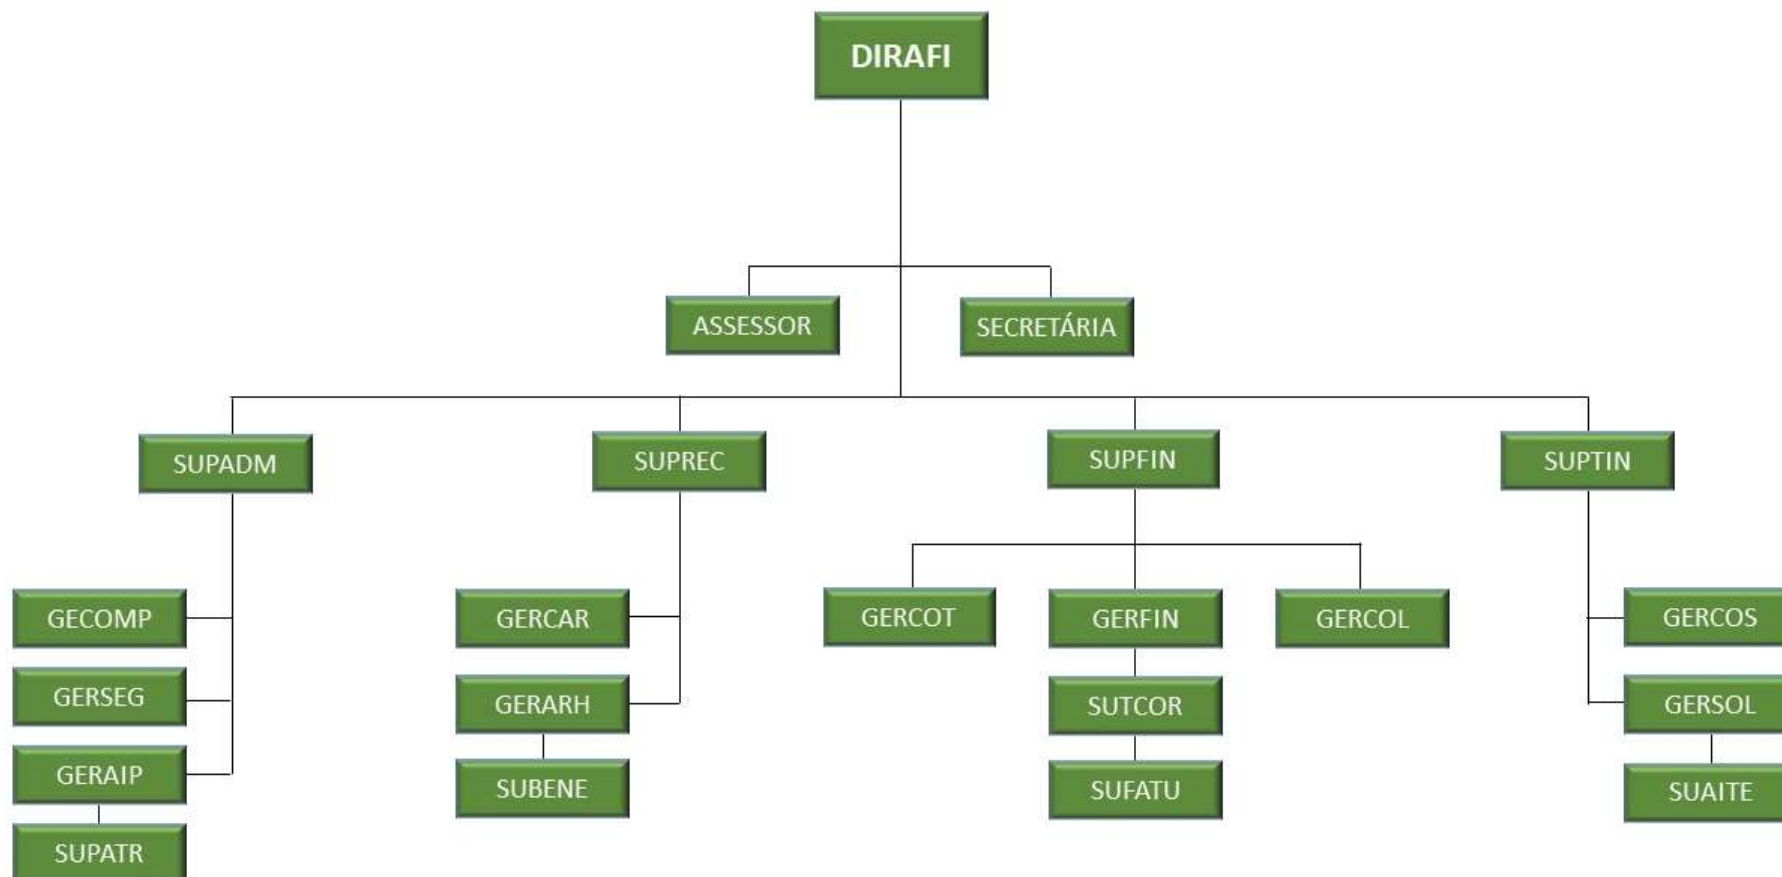 DIRAFI
ASSESSOR
SECRETÁRIA
SUPADM
SUPREC
SUPFIN
SUPTIN
GECOMP
GERCAR
GERCOT
GERFIN
GERCOL
GERCOS
GERSEG
GERARH
SUTCOR
GERSOL
GERAIP
SUBENE
SUFATU
SUAITE
SUPATR